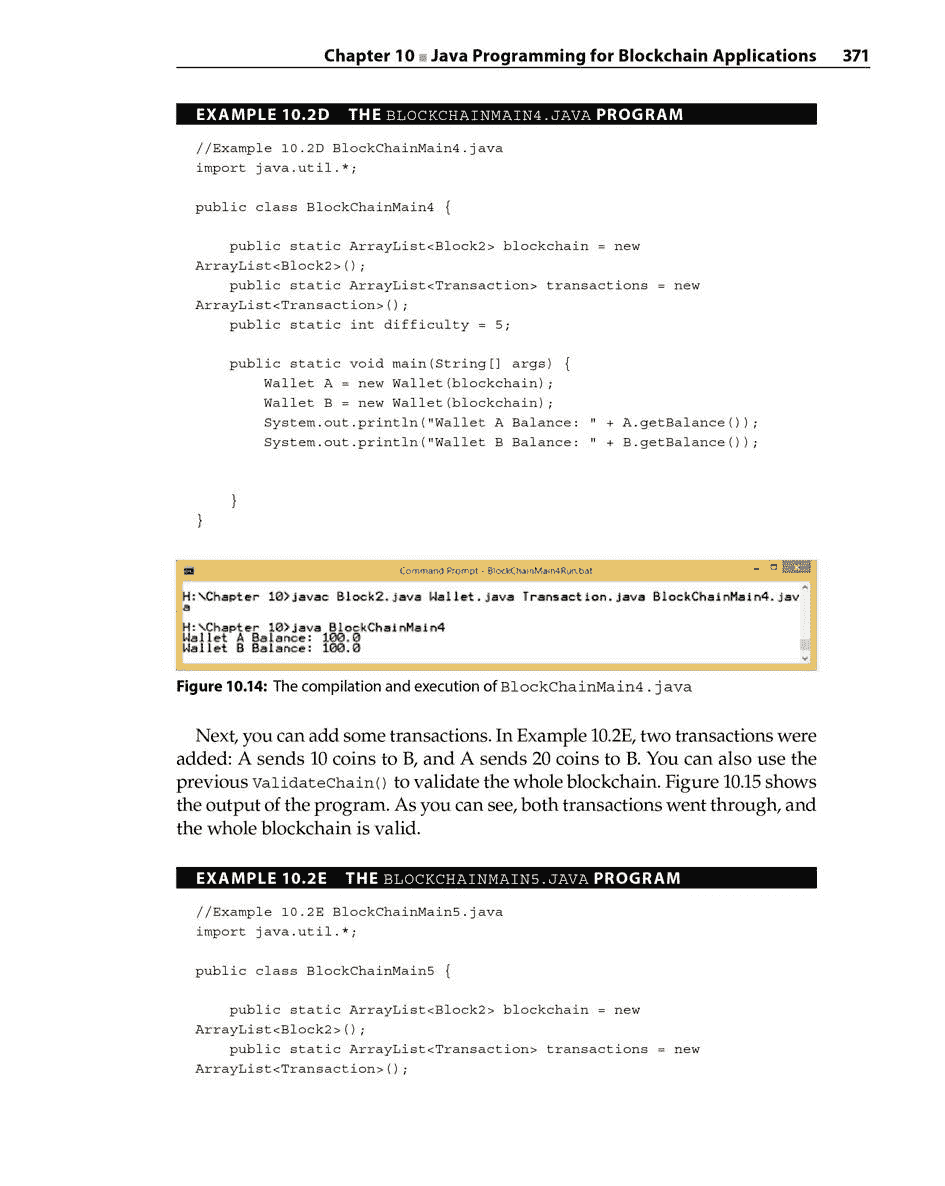 Chapter 10 ■ Java Programming for Blockchain Applications 371
EXAMPLE 10.2D THE BLOCKCHAINMAIN4.JAVA PROGRAM
//Example 10.2D BlockChainMain4.java
import java.util.*;
public class BlockChainMain4 {
public static ArrayList<Block2> blockchain = new
ArrayList<Block2>();
public static ArrayList<Transaction> transactions = new
ArrayList<Transaction>();
public static int difficulty = 5;
public static void main(String[] args) {
Wallet A = new Wallet(blockchain);
Wallet B = new Wallet(blockchain);
System.out.println("Wallet A Balance: " + A.getBalance());
System.out.println("Wallet B Balance: " + B.getBalance());
}
}
Command Prompt - BlockChainMain4Run.bat
H:\Chapter 10>javac Block2.java Wallet.java Transaction.java BlockChainMain4.jav
a
H:\Chapter 10>java BlockChainMain4
Wallet A Balance: 100.0
Wallet B Balance: 100.0
Figure 10.14: The compilation and execution of BlockChainMain4.java
Next, you can add some transactions. In Example 10.2E, two transactions were
added: A sends 10 coins to B, and A sends 20 coins to B. You can also use the
previous ValidateChain() to validate the whole blockchain. Figure 10.15 shows
the output of the program. As you can see, both transactions went through, and
the whole blockchain is valid.
EXAMPLE 10.2E THE BLOCKCHAINMAIN5.JAVA PROGRAM
//Example 10.2E BlockChainMain5.java
import java.util.*;
public class BlockChainMain5 {
public static ArrayList<Block2> blockchain = new
ArrayList<Block2>();
public static ArrayList<Transaction> transactions = new
ArrayList<Transaction>();